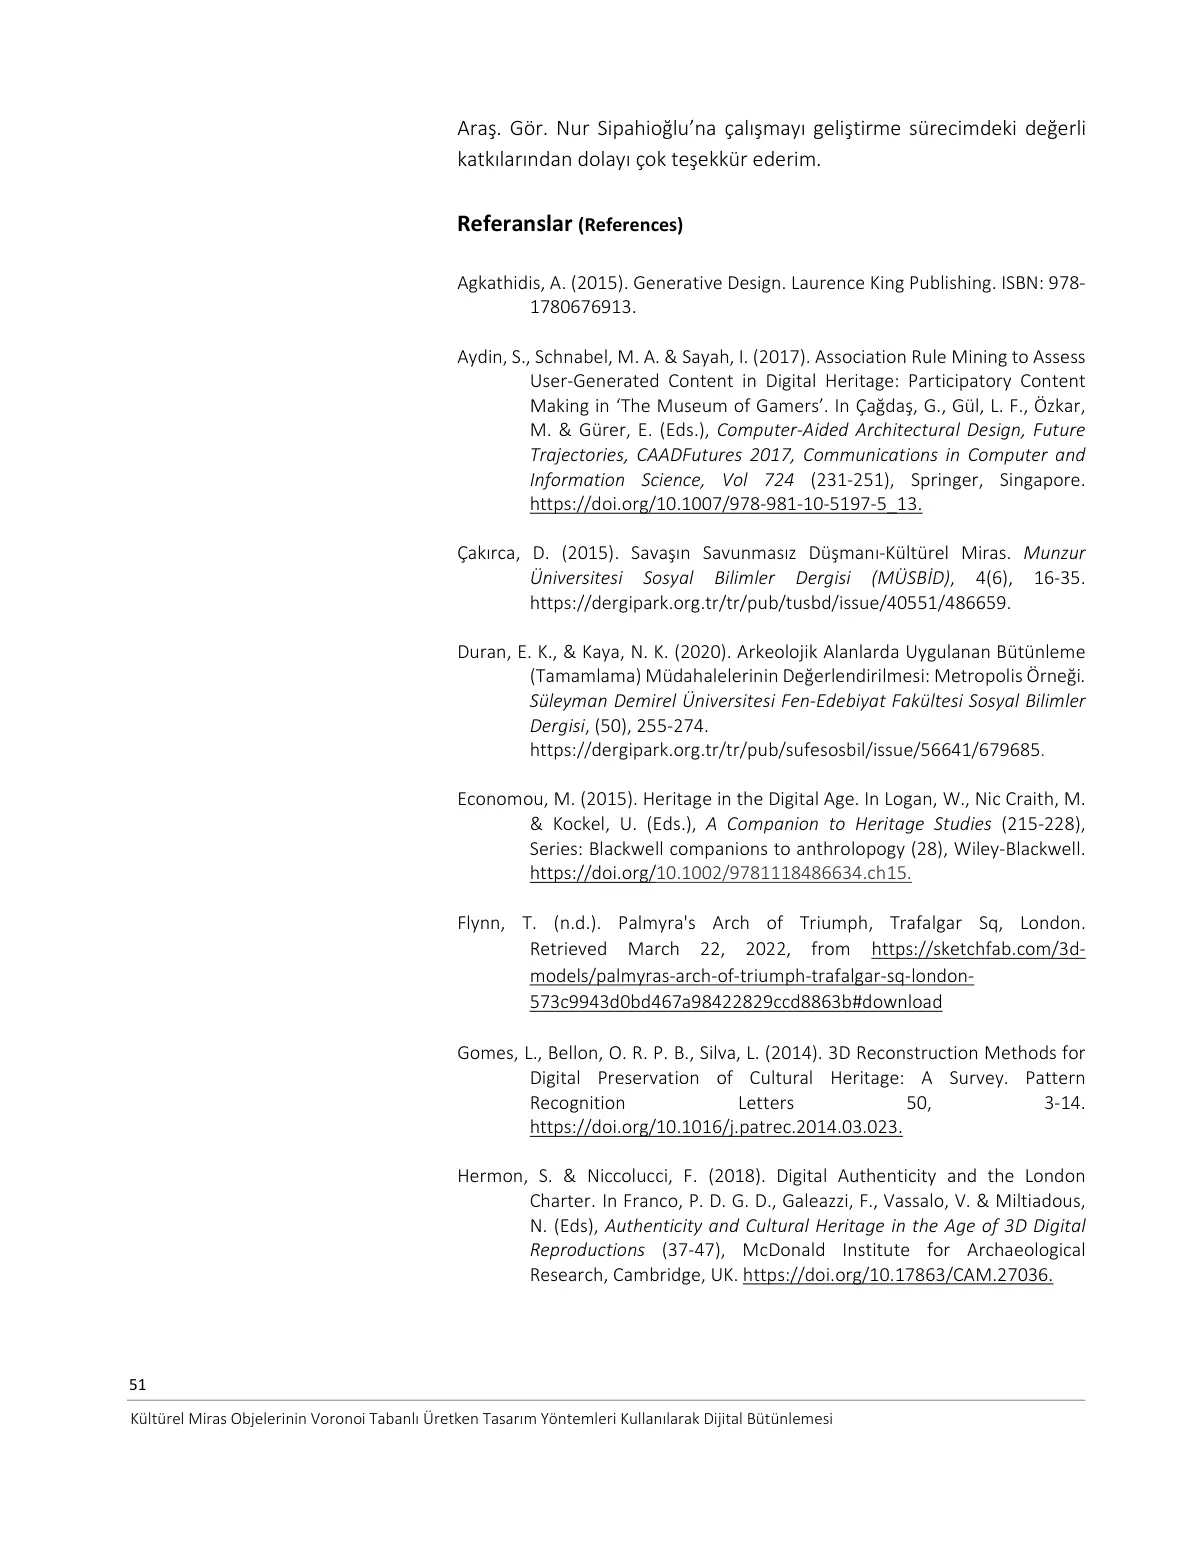 Araş. Gör. Nur Sipahioğlu’na çalışmayı geliştirme sürecimdeki değerli
katkılarından dolayı çok teşekkür ederim.
Referanslar (References)
Agkathidis, A. (2015). Generative Design. Laurence King Publishing. ISBN: 978-
1780676913.
Aydin, S., Schnabel, M. A. & Sayah, I. (2017). Association Rule Mining to Assess
User-Generated Content in Digital Heritage: Participatory Content
Making in ‘The Museum of Gamers’. In Çağdaş, G., Gül, L. F., Özkar,
M. & Gürer, E. (Eds.), Computer-Aided Architectural Design, Future
Trajectories, CAADFutures 2017, Communications in Computer and
Information Science, Vol 724 (231-251), Springer, Singapore.
https://doi.org/10.1007/978-981-10-5197-5_13.
Çakırca, D. (2015). Savaşın Savunmasız Düşmanı-Kültürel Miras. Munzur
Üniversitesi Sosyal Bilimler Dergisi (MÜSBİD), 4(6), 16-35.
https://dergipark.org.tr/tr/pub/tusbd/issue/40551/486659.
Duran, E. K., & Kaya, N. K. (2020). Arkeolojik Alanlarda Uygulanan Bütünleme
(Tamamlama) Müdahalelerinin Değerlendirilmesi: Metropolis Örneği.
Süleyman Demirel Üniversitesi Fen-Edebiyat Fakültesi Sosyal Bilimler
Dergisi, (50), 255-274.
https://dergipark.org.tr/tr/pub/sufesosbil/issue/56641/679685.
Economou, M. (2015). Heritage in the Digital Age. In Logan, W., Nic Craith, M.
& Kockel, U. (Eds.), A Companion to Heritage Studies (215-228),
Series: Blackwell companions to anthrolopogy (28), Wiley-Blackwell.
https://doi.org/10.1002/9781118486634.ch15.
Flynn, T. (n.d.). Palmyra's Arch of Triumph, Trafalgar Sq, London.
Retrieved March 22, 2022, from https://sketchfab.com/3d-
models/palmyras-arch-of-triumph-trafalgar-sq-london-
573c9943d0bd467a98422829ccd8863b#download
Gomes, L., Bellon, O. R. P. B., Silva, L. (2014). 3D Reconstruction Methods for
Digital Preservation of Cultural Heritage: A Survey. Pattern
Recognition Letters 50, 3-14.
https://doi.org/10.1016/j.patrec.2014.03.023.
Hermon, S. & Niccolucci, F. (2018). Digital Authenticity and the London
Charter. In Franco, P. D. G. D., Galeazzi, F., Vassalo, V. & Miltiadous,
N. (Eds), Authenticity and Cultural Heritage in the Age of 3D Digital
Reproductions (37-47), McDonald Institute for Archaeological
Research, Cambridge, UK. https://doi.org/10.17863/CAM.27036.
51
Kültürel Miras Objelerinin Voronoi Tabanlı Üretken Tasarım Yöntemleri Kullanılarak Dijital Bütünlemesi